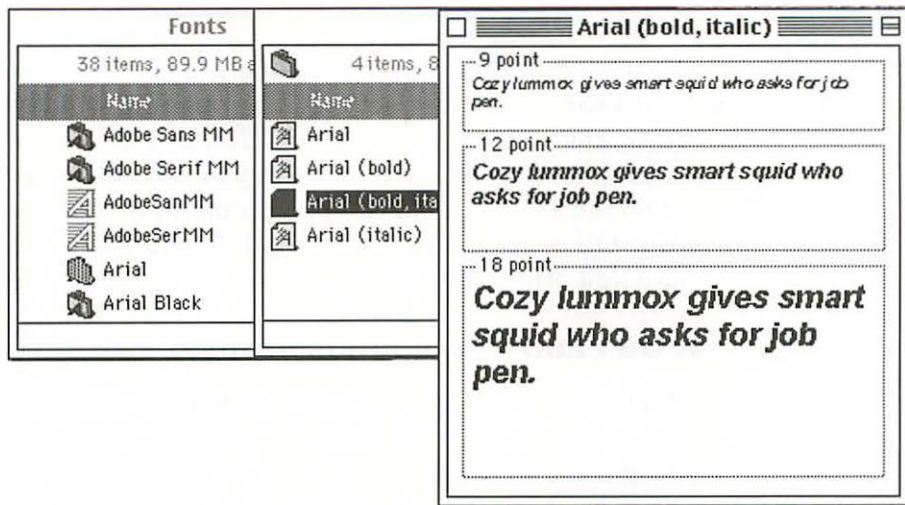 Fonts
38 items, 89.9 MB a
Name
Adobe Sans MM
Adobe Serif MM
AdobeSanMM
AdobeSerMM
Arial
Arial Black
4 items, 8
Name
Arial
Arial (bold)
Arial (bold, ita
Arial (italic)
Arial (bold, italic)
9 point
Cozy lummox gives smart squid who asks for job
pen.
12 point
Cozy lummox gives smart squid who
asks for job pen.
18 point
Cozy lummox gives smart
squid who asks for job
pen.